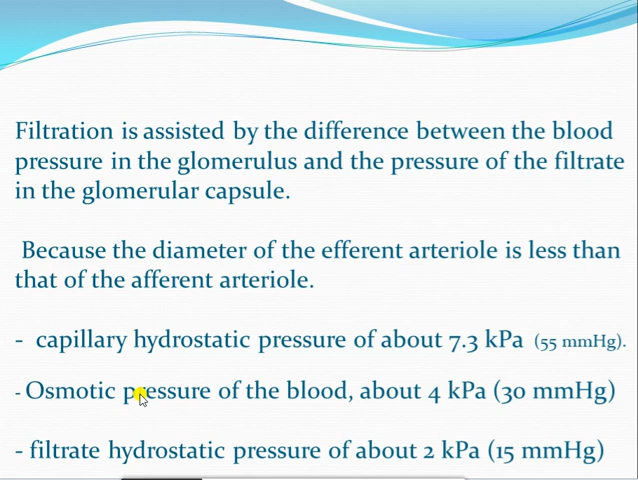 Filtration is assisted by the difference between the blood
pressure in the glomerulus and the pressure of the filtrate
in the glomerular capsule.
Because the diameter of the efferent arteriole is less than
that of the afferent arteriole.
- capillary hydrostatic pressure of about 7.3 kPa (55 mmHg).
- Osmotic pressure of the blood, about 4 kPa (30 mmHg)
- filtrate hydrostatic pressure of about 2 kPa (15 mmHg)